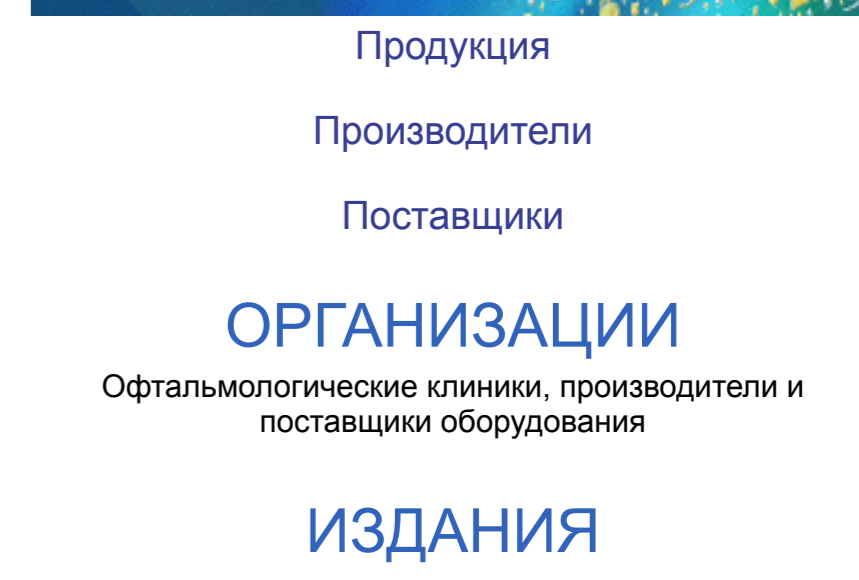 Продукция
Производители
Поставщики
ОРГАНИЗАЦИИ
Офтальмологические клиники, производители и
поставщики оборудования
ИЗДАНИЯ